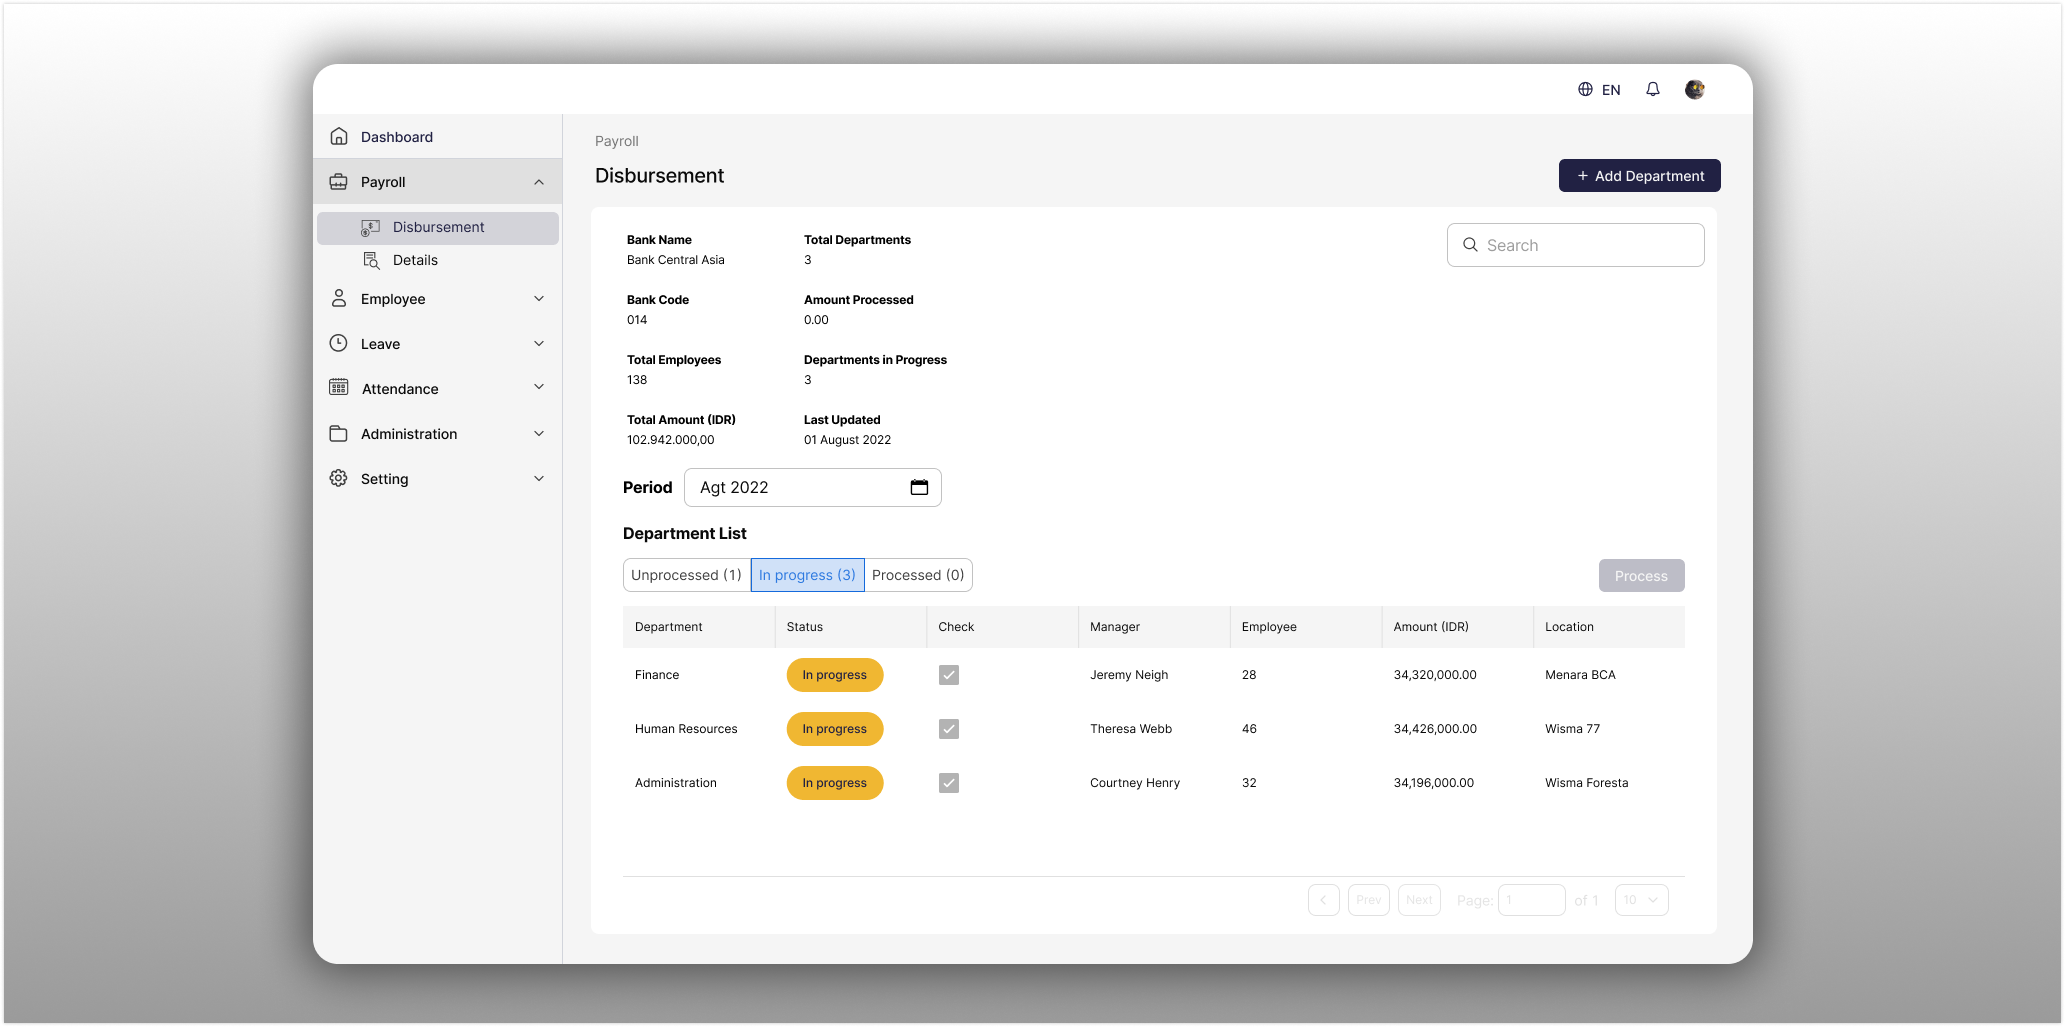 EN
Dashboard
Payroll
Disbursement
Details
Employee
Leave
Attendance
Administration
Setting
Payroll
Disbursement
+ Add Department
Bank Name
Bank Central Asia
Total Departments
3
Search
Bank Code
014
Amount Processed
0.00
Total Employees
138
Departments in Progress
3
Total Amount (IDR)
102.942.000,00
Last Updated
01 August 2022
Period Agt 2022
Department List
Unprocessed (1) In progress (3) Processed (0) Process
Department Status Check Manager Employee Amount (IDR) Location
Finance In progress Jeremy Neigh 28 34,320,000.00 Menara BCA
Human Resources In progress Theresa Webb 46 34,426,000.00 Wisma 77
Administration In progress Courtney Henry 32 34,196,000.00 Wisma Foresta
Prev Next Page: 1 of 1 10